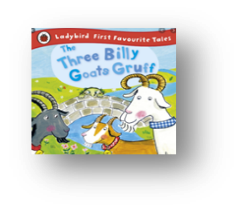 Ladybird First Favourite Tales
The
Three Billy
Goats Gruff